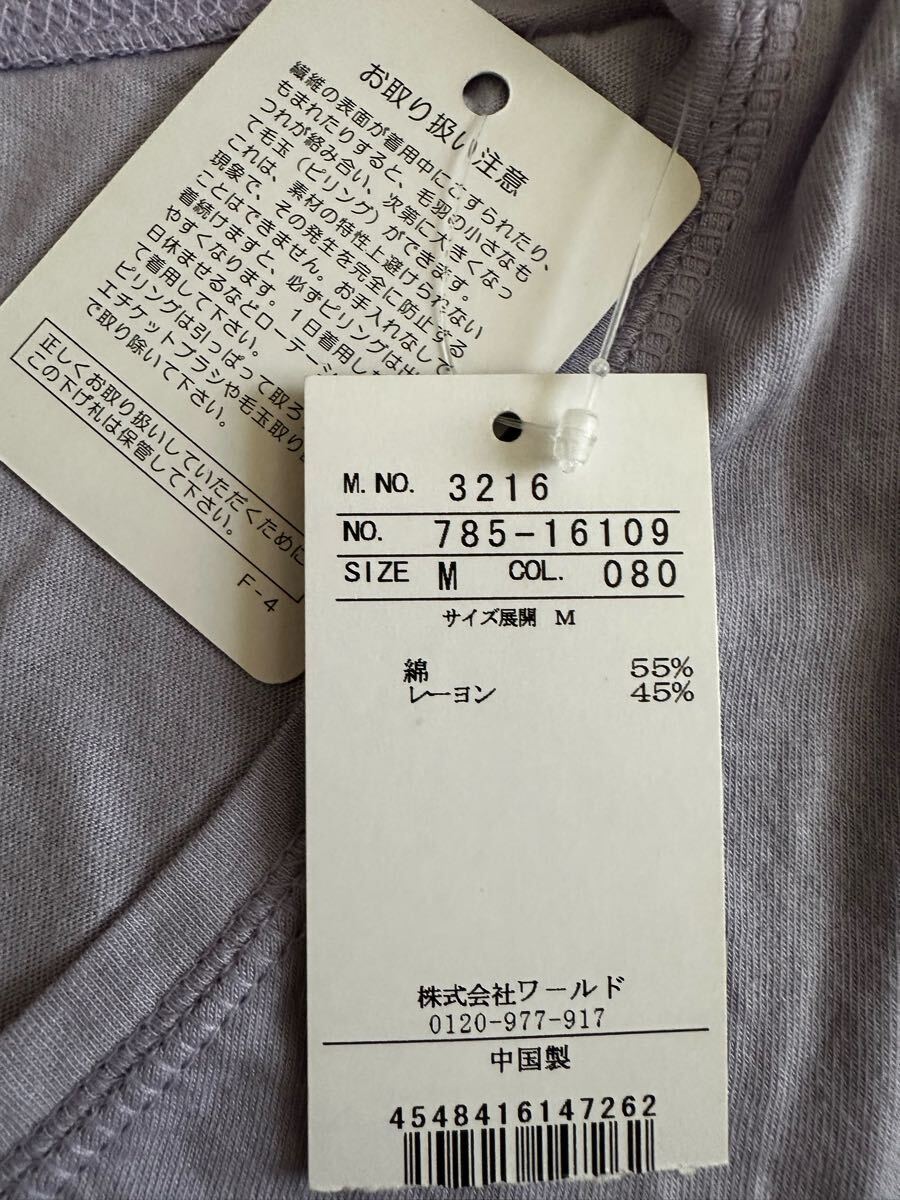 お取り扱い注意
繊維の表面が着用中にこすられたり、
もまれたりすると、毛羽の小さなも
つれが絡み合い、次第に大きくなっ
て毛玉（ピリング）ができます。
これは、素材の特性上避けられない
現象で、その発生を完全に防止する
ことはできません。お手入れなしで
着続けますと、必ずピリングは出
やすくなります。1日着用した
日休ませるなどローテーシ
て着用して下さい。
ピリングは引っぱって取ろ
エチケットブラシや毛玉取り
で取り除いて下さい。
正しくお取り扱いしていただくために
この下げ札は保管して下さい。
F-4
M. NO. 3216
NO. 785-16109
SIZE M COL. 080
サイズ展開 M
綿 55%
レーヨン 45%
株式会社ワールド
0120-977-917
中国製
4548416147262